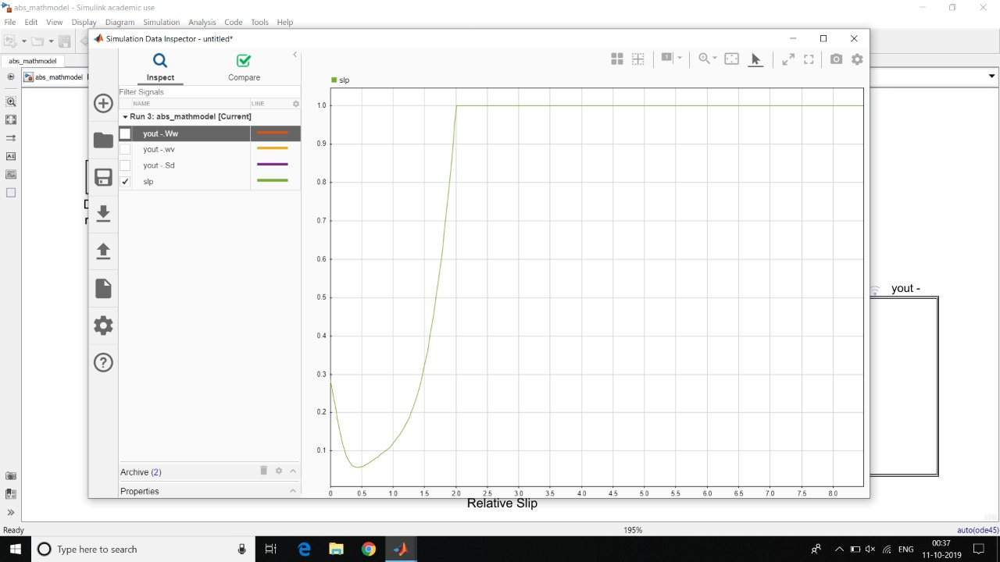 abs_mathmodel - Simulink academic use
File Edit View Display Diagram Simulation Analysis Code Tools Help
Simulation Data Inspector - untitled*
abs_mathmodel
abs_mathmodel
Inspect
Compare
Filter Signals
NAME LINE
Run 3: abs_mathmodel [Current]
yout -.Ww
yout -.wv
yout -.Sd
slp
Archive (2)
Properties
slp
1.0
0.9
0.8
0.7
0.6
0.5
0.4
0.3
0.2
0.1
0 0.5 1.0 1.5 2.0 2.5 3.0 3.5 4.0 4.5 5.0 5.5 6.0 6.5 7.0 7.5 8.0
Relative Slip
yout -
Ready 195% auto(ode45)
Type here to search
ENG
00:37
11-10-2019